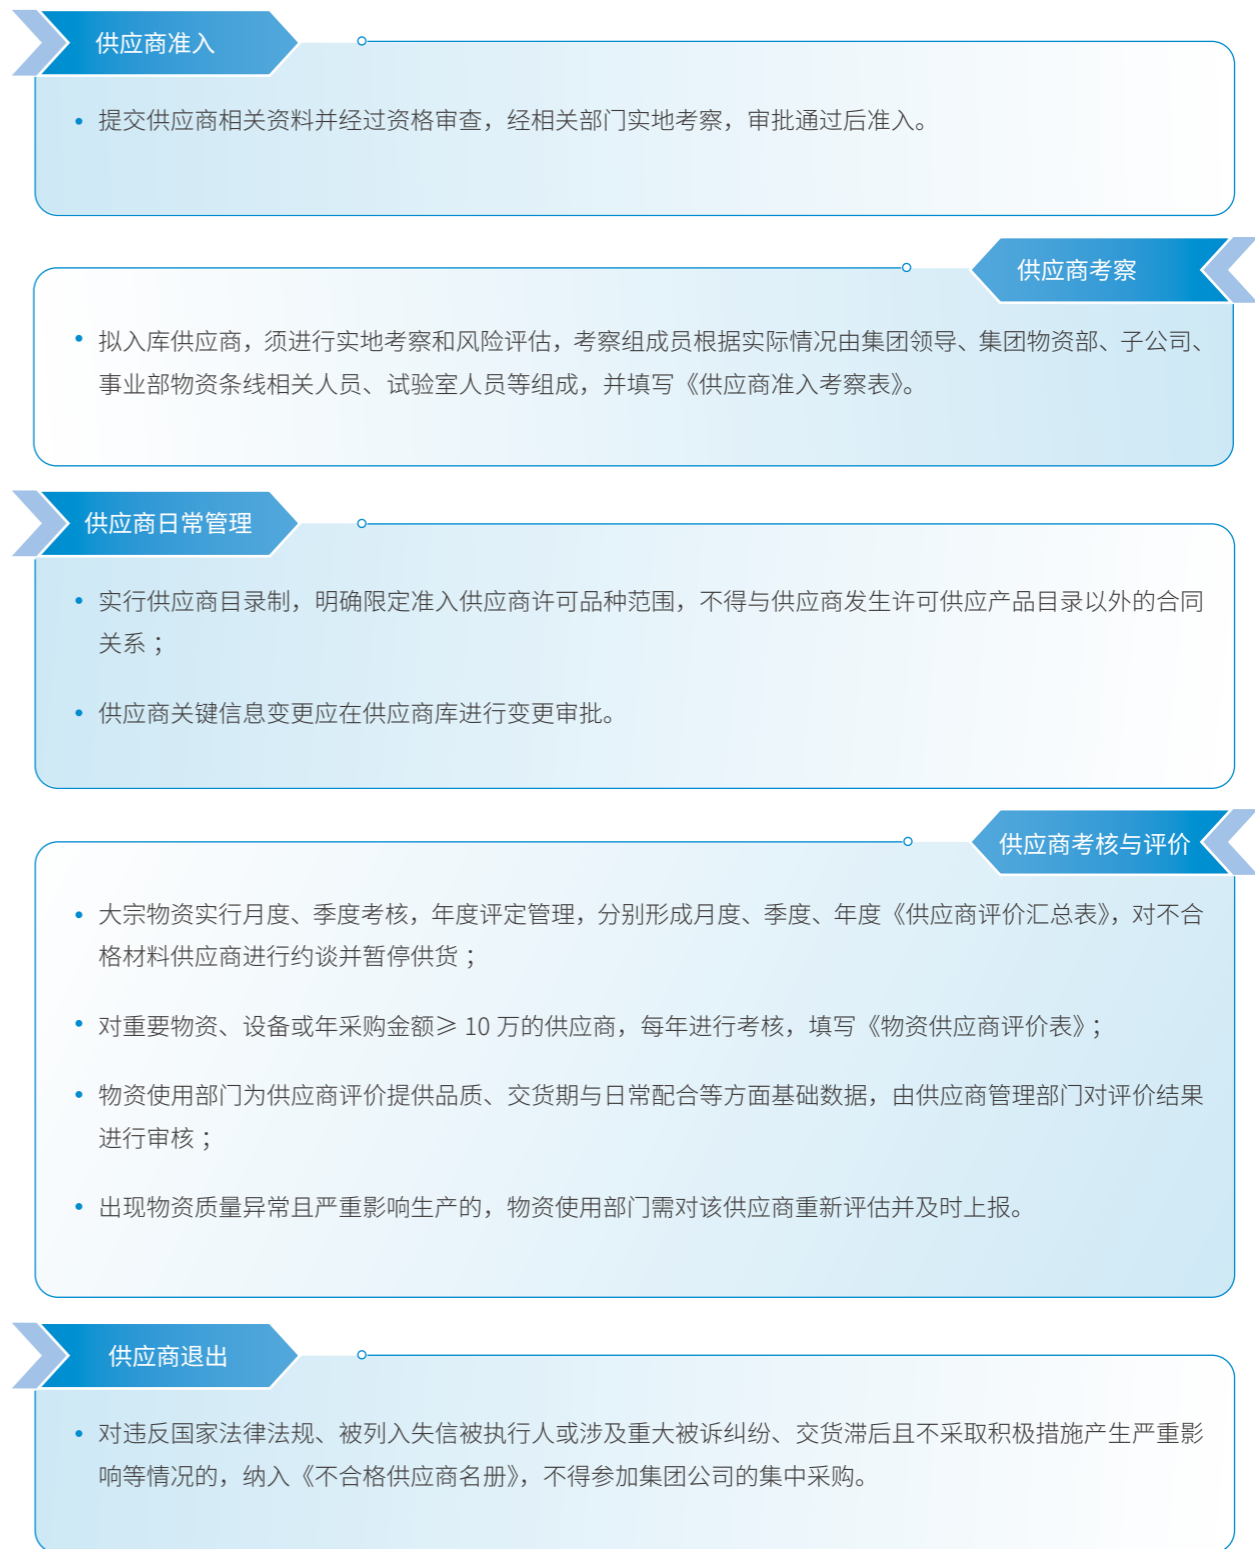 供应商准入
• 提交供应商相关资料并经过资格审查，经相关部门实地考察，审批通过后准入。
供应商考察
• 拟入库供应商，须进行实地考察和风险评估，考察组成员根据实际情况由集团领导、集团物资部、子公司、
事业部物资条线相关人员、试验室人员等组成，并填写《供应商准入考察表》。
供应商日常管理
• 实行供应商目录制，明确限定准入供应商许可品种范围，不得与供应商发生许可供应产品目录以外的合同
关系；
• 供应商关键信息变更应在供应商库进行变更审批。
供应商考核与评价
• 大宗物资实行月度、季度考核，年度评定管理，分别形成月度、季度、年度《供应商评价汇总表》，对不合
格材料供应商进行约谈并暂停供货；
• 对重要物资、设备或年采购金额≥ 10 万的供应商，每年进行考核，填写《物资供应商评价表》；
• 物资使用部门为供应商评价提供品质、交货期与日常配合等方面基础数据，由供应商管理部门对评价结果
进行审核；
• 出现物资质量异常且严重影响生产的，物资使用部门需对该供应商重新评估并及时上报。
供应商退出
• 对违反国家法律法规、被列入失信被执行人或涉及重大被诉纠纷、交货滞后且不采取积极措施产生严重影
响等情况的，纳入《不合格供应商名册》，不得参加集团公司的集中采购。